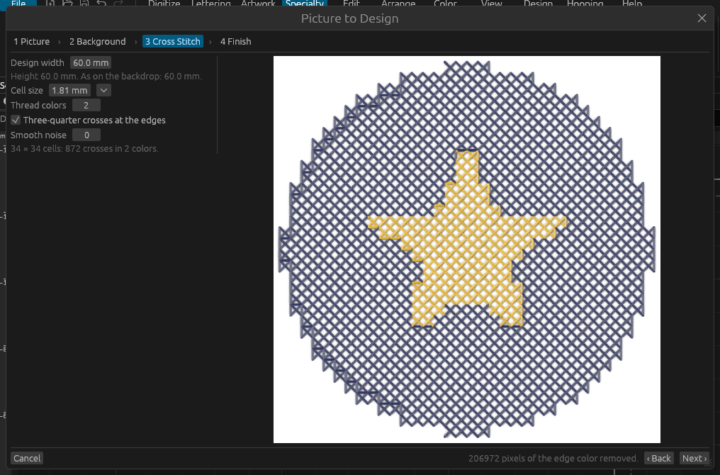 File Digitize Lettering Artwork Specialty Edit Arrange Color View Design Hooping Help
Picture to Design
1 Picture › 2 Background › 3 Cross Stitch › 4 Finish
Design width 60.0 mm
Height 60.0 mm. As on the backdrop: 60.0 mm.
Cell size 1.81 mm
Thread colors 2
Three-quarter crosses at the edges
Smooth noise 0
34 × 34 cells: 872 crosses in 2 colors.
Cancel
206972 pixels of the edge color removed.
‹ Back
Next ›